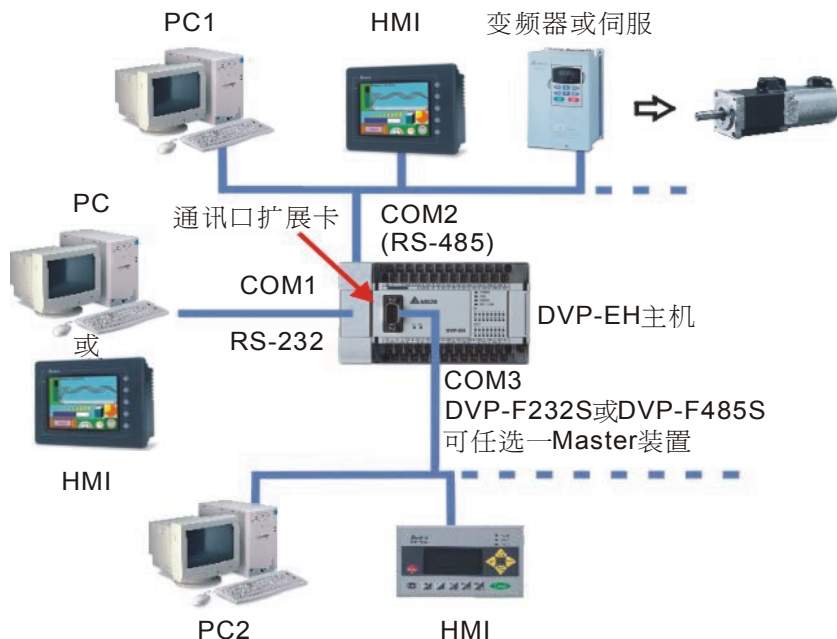 PC1
HMI
变频器或伺服
PC
通讯口扩展卡
COM2
(RS-485)
COM1
RS-232
DVP-EH主机
或
HMI
COM3
DVP-F232S或DVP-F485S
可任选一Master装置
PC2
HMI